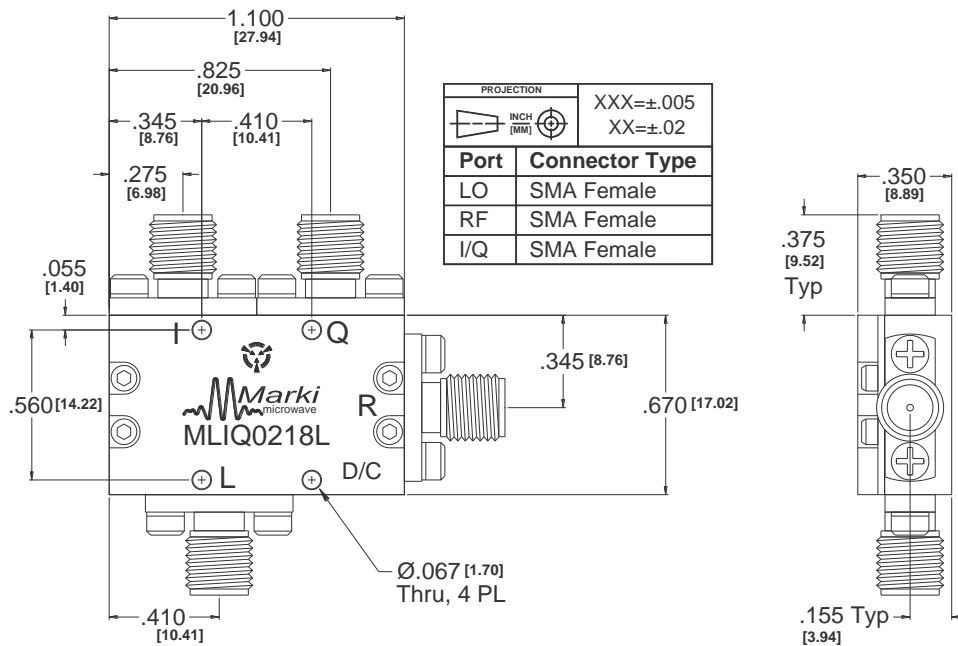 1.100
[27.94]
.825
[20.96]
.345
[8.76]
.410
[10.41]
.275
[6.98]
.055
[1.40]
PROJECTION
INCH
[MM]
XXX=±.005
XX=±.02
Port Connector Type
LO SMA Female
RF SMA Female
I/Q SMA Female
.350
[8.89]
.375
[9.52]
Typ
I
Q
.345 [8.76]
.560 [14.22]
Marki
microwave
R
.670 [17.02]
MLIQ0218L
L
D/C
Ø.067 [1.70]
Thru, 4 PL
.410
[10.41]
.155 Typ
[3.94]